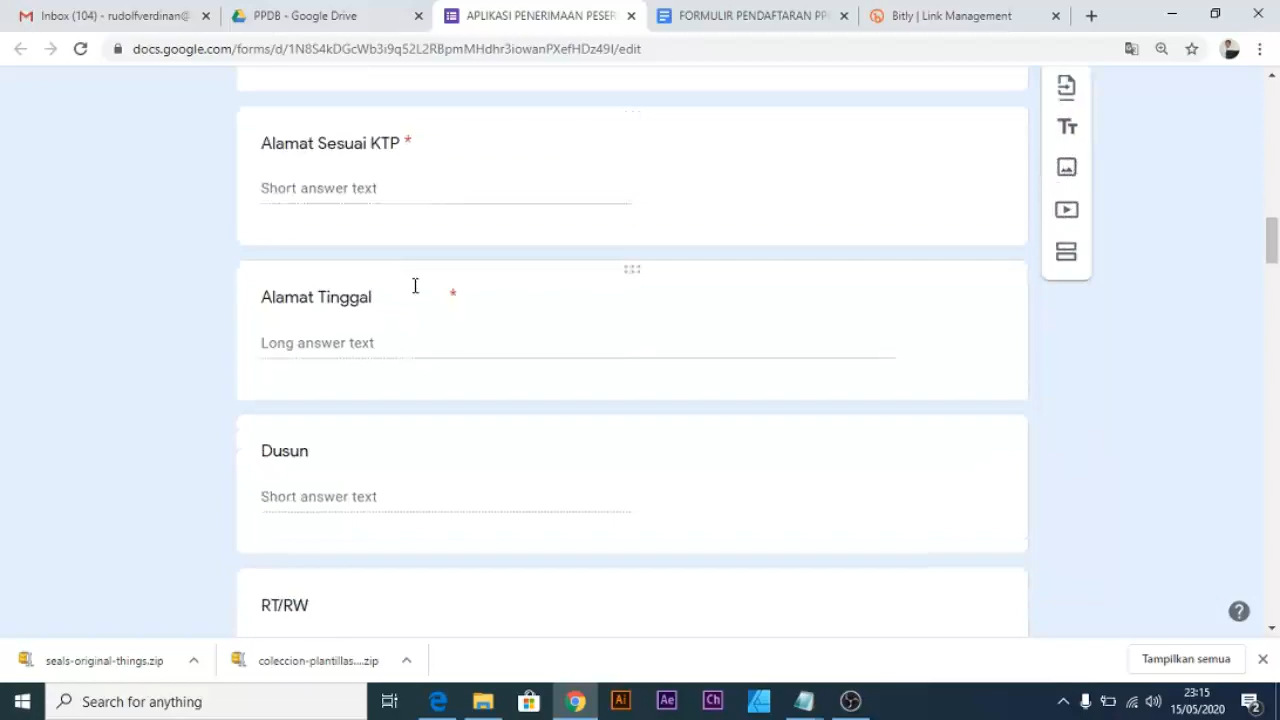 Inbox (104) - rudolfverdinan
PPDB - Google Drive
APLIKASI PENERIMAAN PESER
FORMULIR PENDAFTARAN PP
Bitly | Link Management
docs.google.com/forms/d/1N8S4kDGcWb3i9q52L2RBpmMHdhr3iowanPXefHDz49I/edit
Alamat Sesuai KTP *
Short answer text
Alamat Tinggal *
Long answer text
Dusun
Short answer text
RT/RW
seals-original-things.zip
coleccion-plantillas....zip
Tampilkan semua
Search for anything
23:15
15/05/2020
2